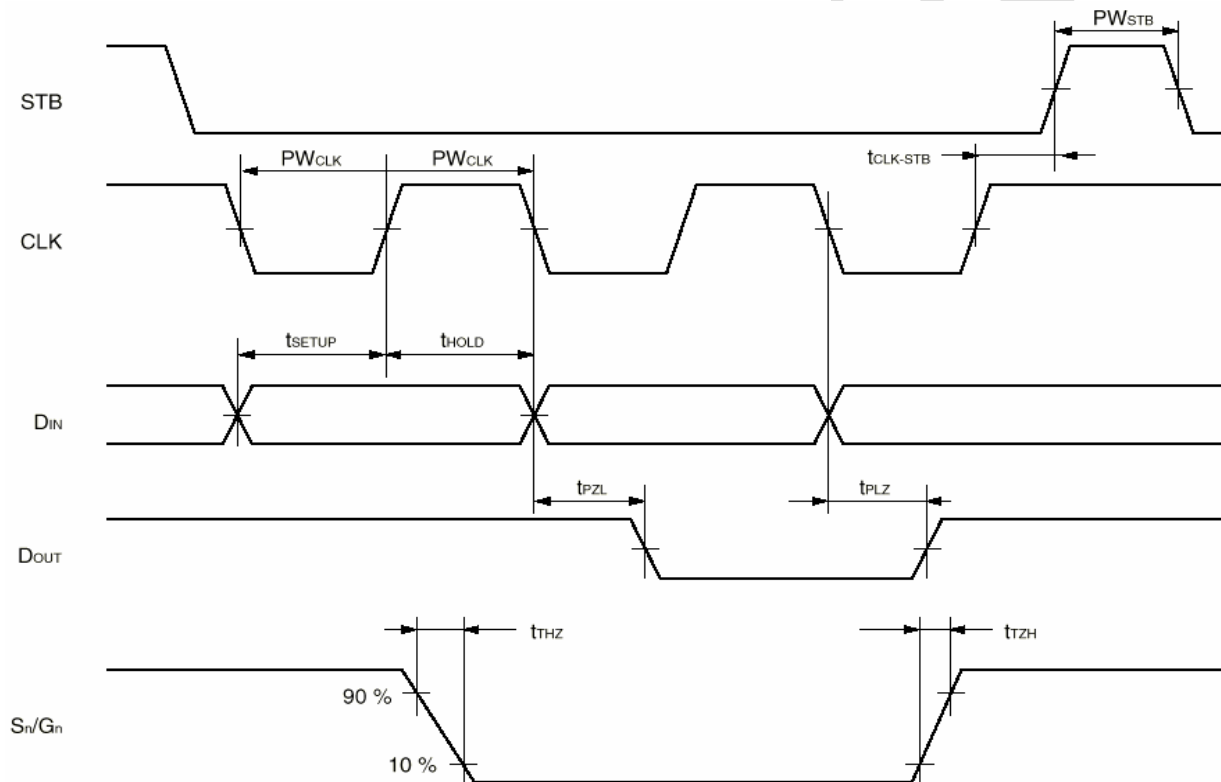 PWSTB
STB
PWCLK PWCLK
tCLK-STB
CLK
tSETUP tHOLD
DIN
tPZL tPLZ
DOUT
tTHZ tTZH
90 %
Sn/Gn
10 %